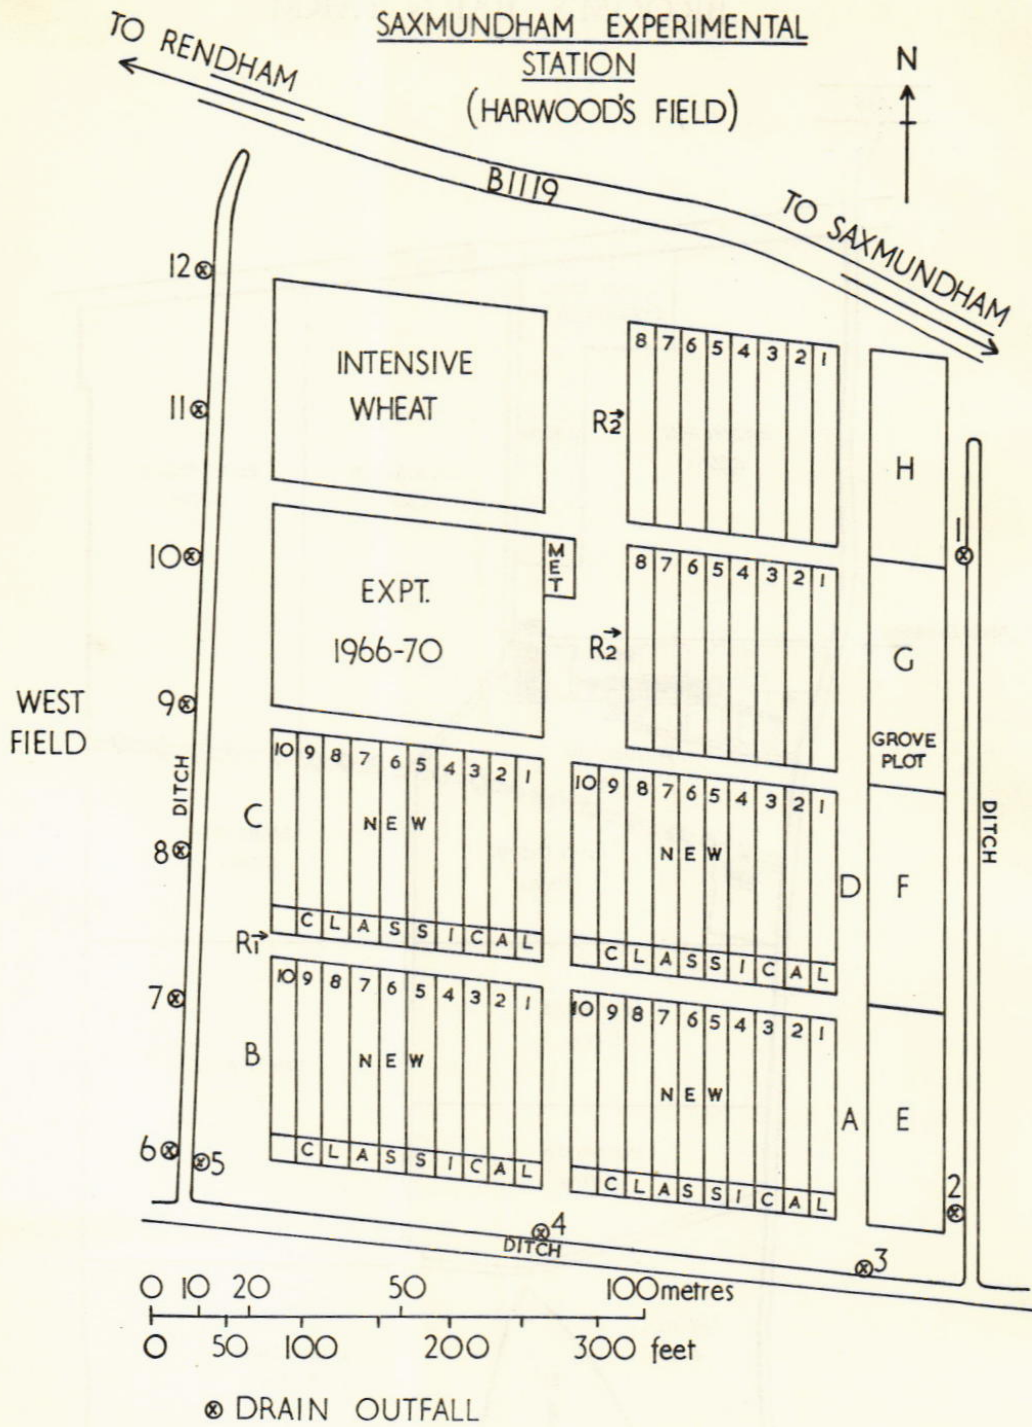 SAXMUNDHAM EXPERIMENTAL
STATION
(HARWOOD'S FIELD)
N
TO RENDHAM
B1119
TO SAXMUNDHAM
12
11
10
9
8
7
6
5
4
3
2
1
INTENSIVE
WHEAT
R2
8 7 6 5 4 3 2 1
H
EXPT.
1966-70
MET
R2
8 7 6 5 4 3 2 1
G
GROVE
PLOT
WEST
FIELD
DITCH
C
10 9 8 7 6 5 4 3 2 1
NEW
CLASSICAL
10 9 8 7 6 5 4 3 2 1
NEW
CLASSICAL
D
F
DITCH
R1
B
10 9 8 7 6 5 4 3 2 1
NEW
CLASSICAL
10 9 8 7 6 5 4 3 2 1
NEW
CLASSICAL
A
E
DITCH
0 10 20 50 100 metres
0 50 100 200 300 feet
⊗ DRAIN OUTFALL